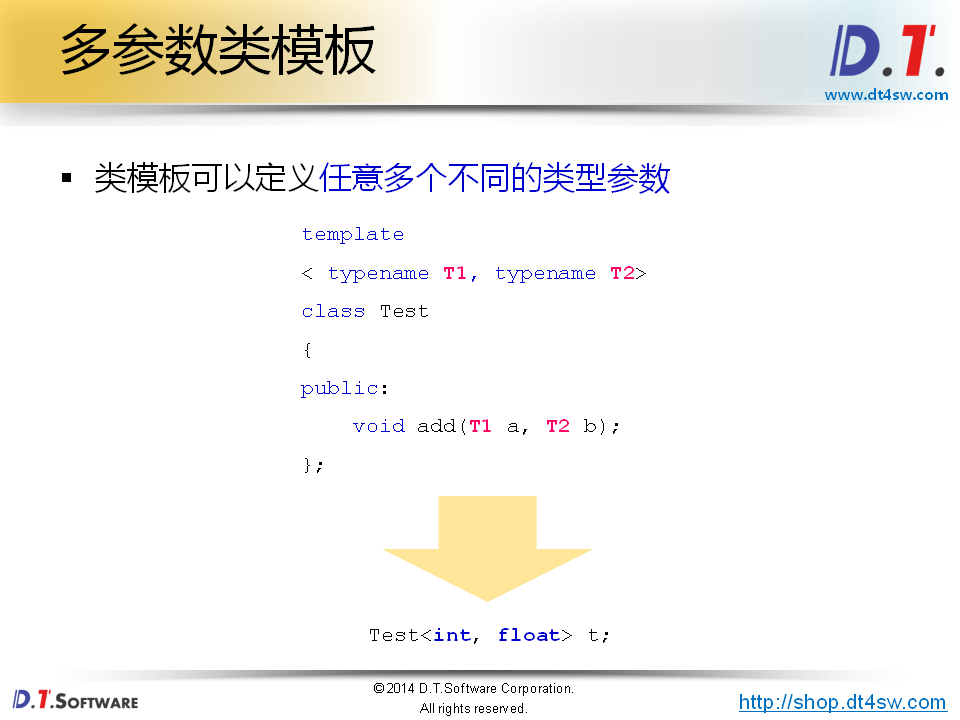 多参数类模板
D.T.
www.dt4sw.com
▪ 类模板可以定义任意多个不同的类型参数
template
< typename T1, typename T2>
class Test
{
public:
    void add(T1 a, T2 b);
};
Test<int, float> t;
D.T.SOFTWARE
©2014 D.T.Software Corporation.
All rights reserved.
http://shop.dt4sw.com